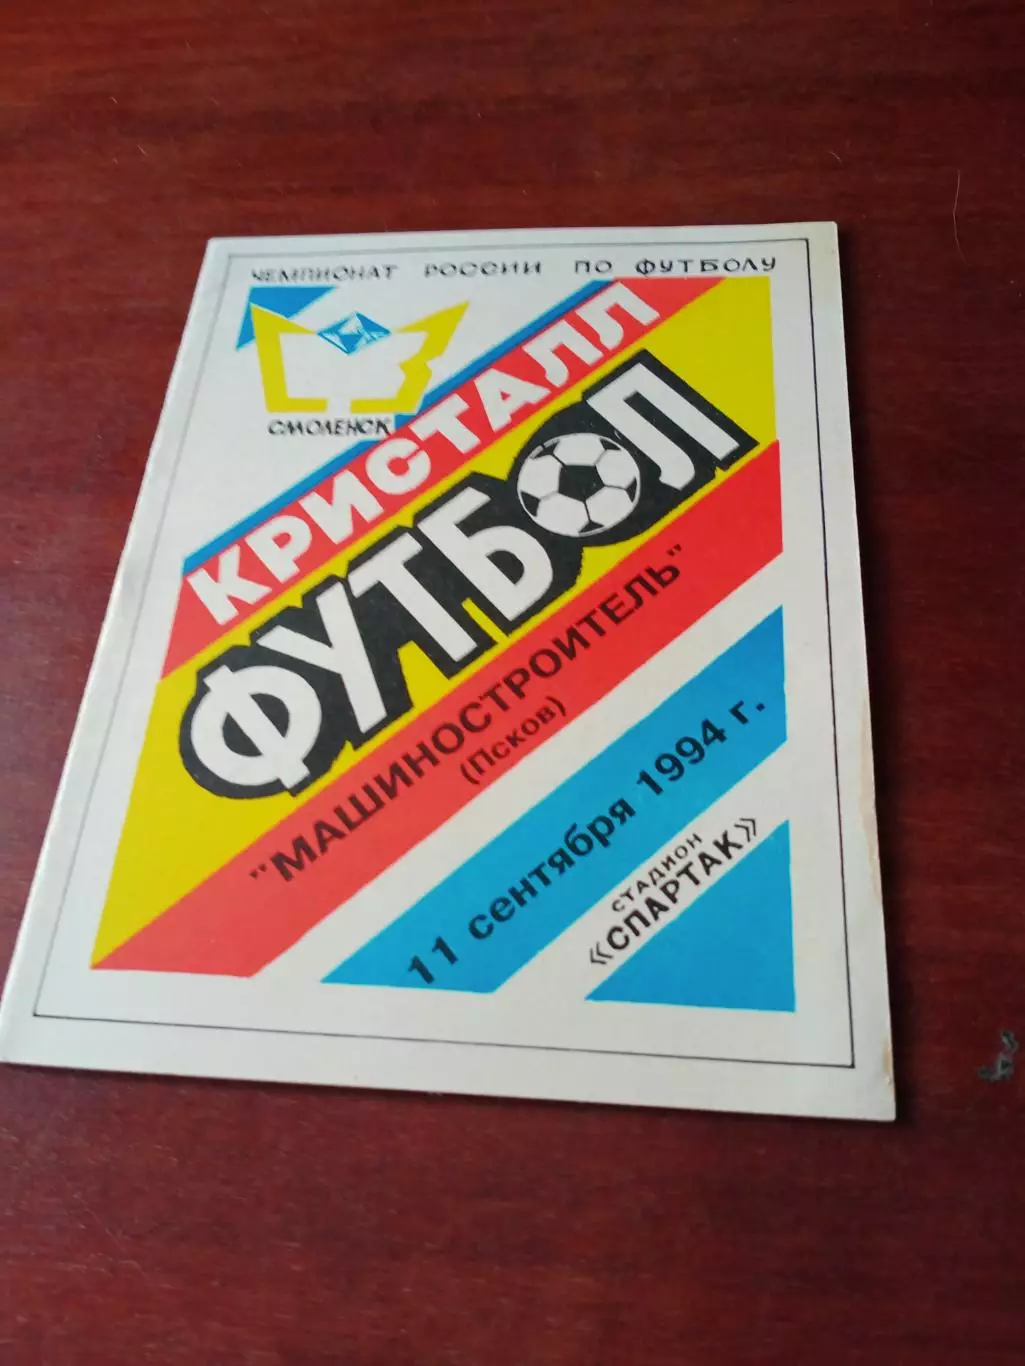 ЧЕМПИОНАТ РОССИИ ПО ФУТБОЛУ
СМОЛЕНСК
КРИСТАЛЛ
ФУТБОЛ
"МАШИНОСТРОИТЕЛЬ"
(Псков)
11 сентября 1994 г.
СТАДИОН
«СПАРТАК»